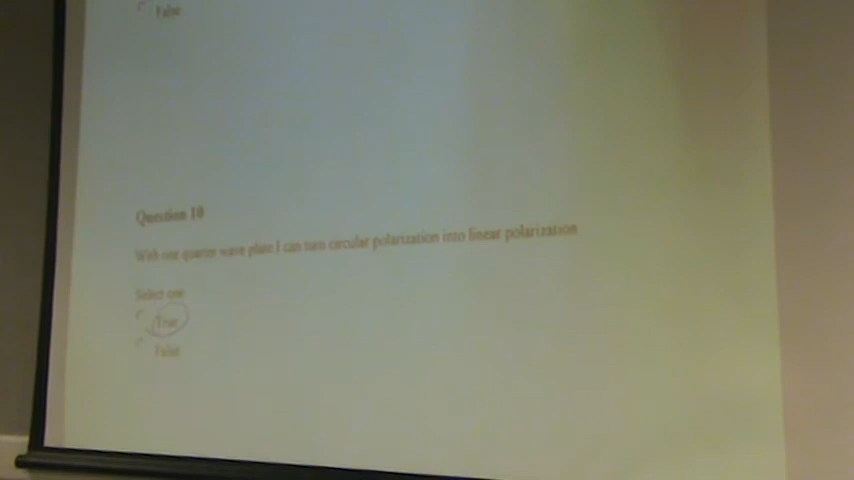 False
Question 10
With one quarter wave plate I can turn circular polarization into linear polarization
Select one
True
False